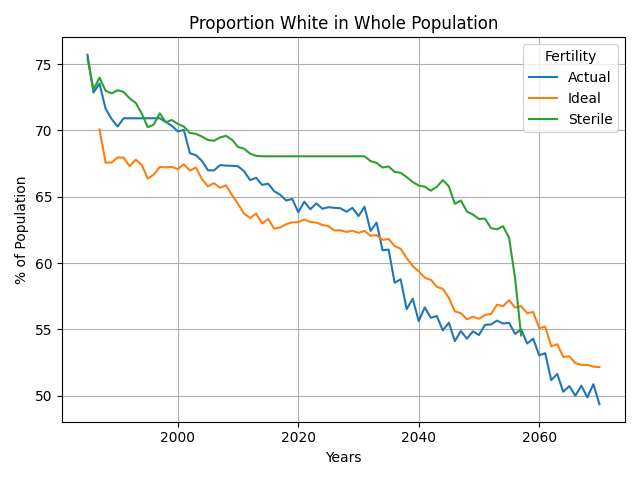 Proportion White in Whole Population
% of Population
75
70
65
60
55
50
Fertility
Actual
Ideal
Sterile
2000
2020
2040
2060
Years